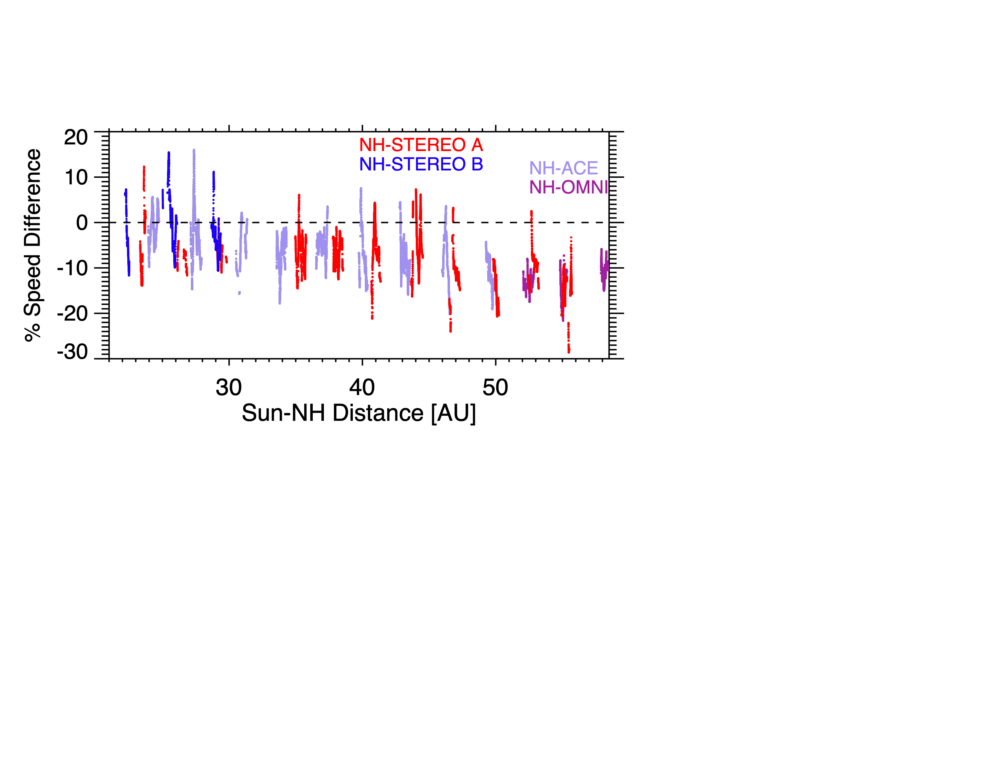 20
10
0
-10
-20
-30
% Speed Difference
NH-STEREO A
NH-STEREO B
NH-ACE
NH-OMNI
30 40 50
Sun-NH Distance [AU]